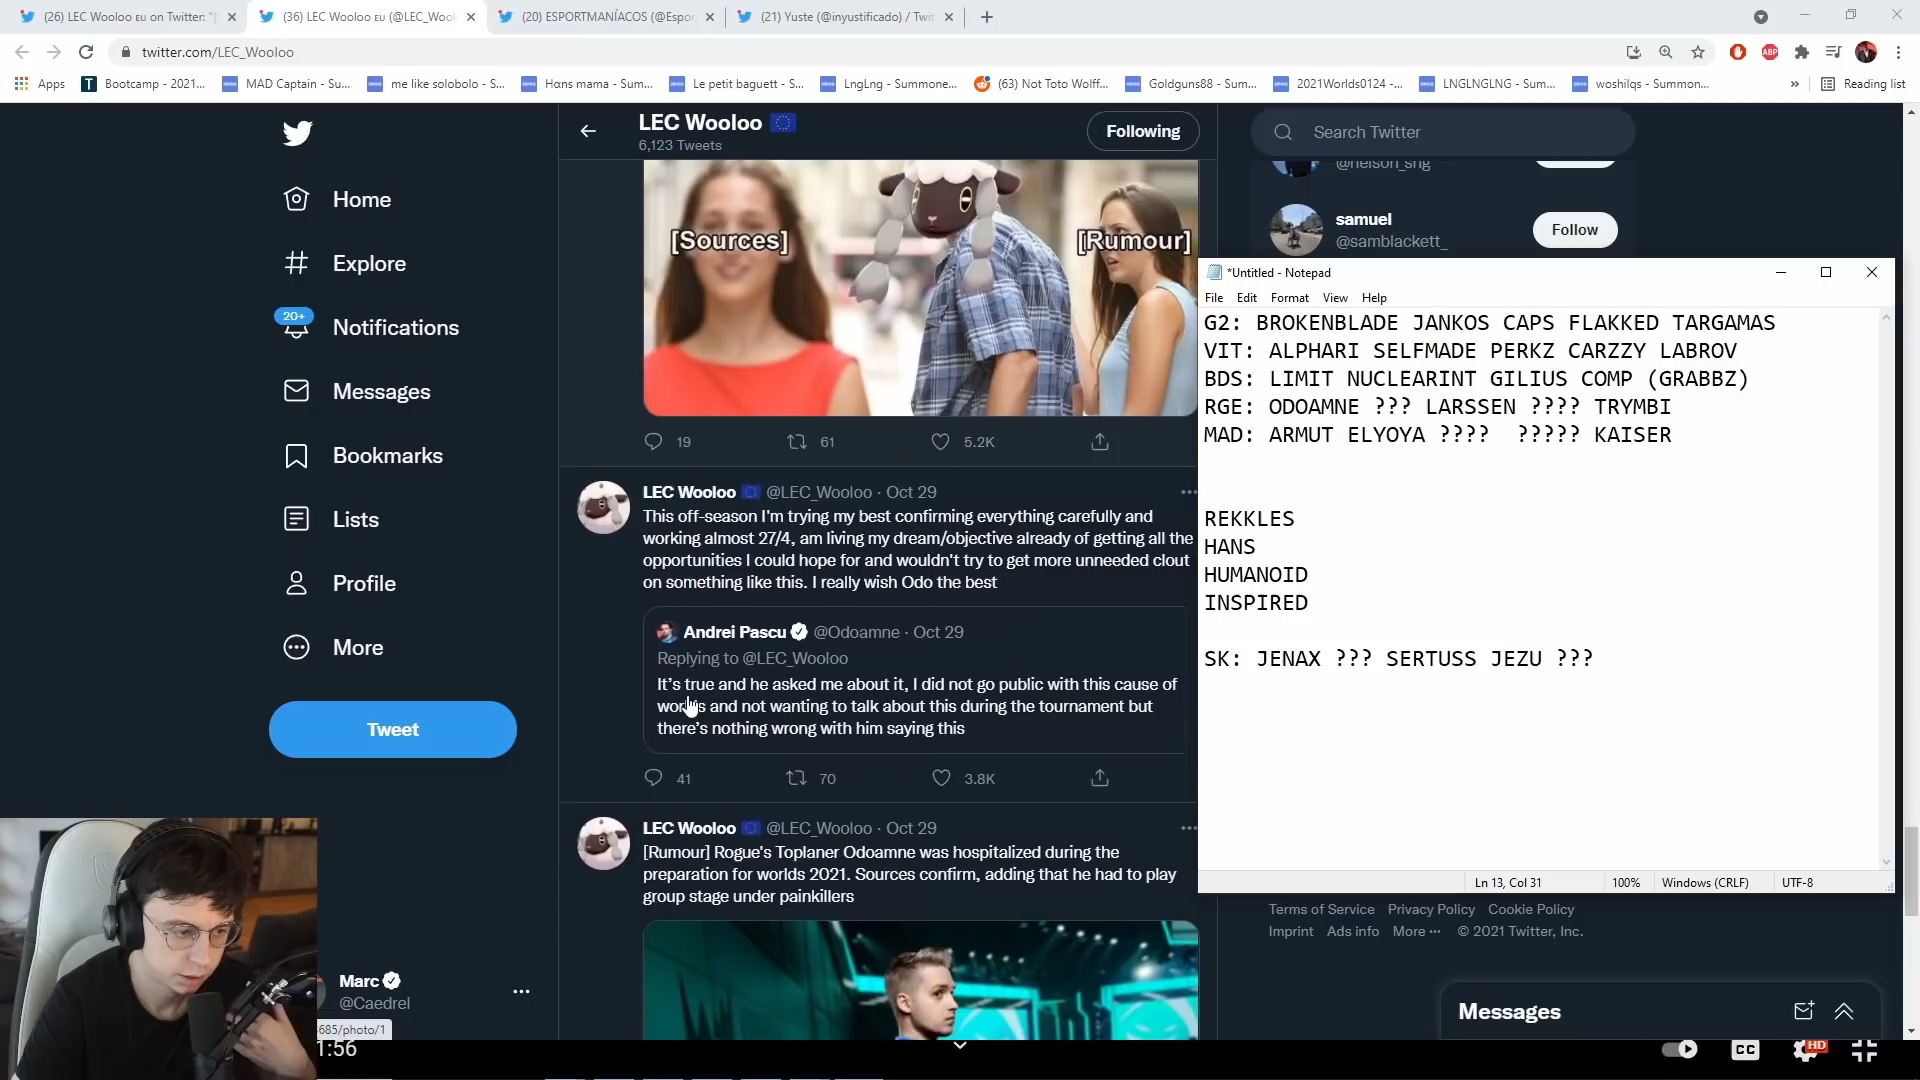 (26) LEC Wooloo EU on Twitter: "[
(36) LEC Wooloo EU (@LEC_Wool
(20) ESPORTMANÍACOS (@Espor
(21) Yuste (@inyustificado) / Twit
twitter.com/LEC_Wooloo
ABP
Apps
Bootcamp - 2021...
MAD Captain - Su...
me like solobolo - S...
Hαns mama - Sum...
Le petit baguett - S...
LngLng - Summone...
(63) Not Toto Wolff...
Goldguns88 - Sum...
2021Worlds0124 -...
LNGLNGLNG - Sum...
woshilqs - Summon...
»
Reading list
LEC Wooloo
6,123 Tweets
Following
Search Twitter
Home
Explore
20+
Notifications
Messages
Bookmarks
Lists
Profile
More
Tweet
Marc
@Caedrel
685/photo/1
1:56
[Sources]
[Rumour]
19
61
5.2K
LEC Wooloo @LEC_Wooloo · Oct 29
This off-season I'm trying my best confirming everything carefully and
working almost 27/4, am living my dream/objective already of getting all the
opportunities I could hope for and wouldn't try to get more unneeded clout
on something like this. I really wish Odo the best
Andrei Pascu @Odoamne · Oct 29
Replying to @LEC_Wooloo
It's true and he asked me about it, I did not go public with this cause of
worlds and not wanting to talk about this during the tournament but
there's nothing wrong with him saying this
41
70
3.8K
LEC Wooloo @LEC_Wooloo · Oct 29
[Rumour] Rogue's Toplaner Odoamne was hospitalized during the
preparation for worlds 2021. Sources confirm, adding that he had to play
group stage under painkillers
@nelson_sng
samuel
@samblackett_
Follow
*Untitled - Notepad
File Edit Format View Help
G2: BROKENBLADE JANKOS CAPS FLAKKED TARGAMAS
VIT: ALPHARI SELFMADE PERKZ CARZZY LABROV
BDS: LIMIT NUCLEARINT GILIUS COMP (GRABBZ)
RGE: ODOAMNE ??? LARSSEN ???? TRYMBI
MAD: ARMUT ELYOYA ???? ????? KAISER
REKKLES
HANS
HUMANOID
INSPIRED
SK: JENAX ??? SERTUSS JEZU ???
Ln 13, Col 31
100%
Windows (CRLF)
UTF-8
Terms of Service Privacy Policy Cookie Policy
Imprint Ads info More ··· © 2021 Twitter, Inc.
Messages
CC
HD